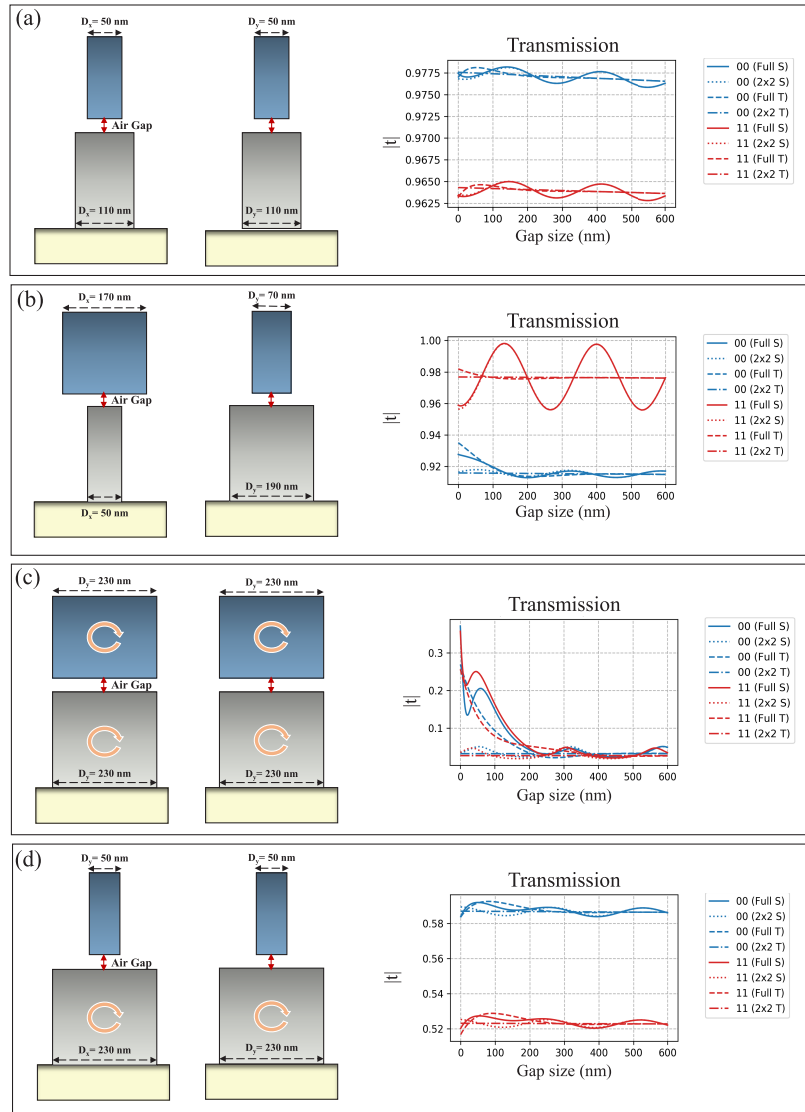 (a)
Dx= 50 nm
Dy= 50 nm
Air Gap
Dx= 110 nm
Dy= 110 nm
Transmission
|t|
0.9775
0.9750
0.9725
0.9700
0.9675
0.9650
0.9625
0 100 200 300 400 500 600
Gap size (nm)
00 (Full S)
00 (2x2 S)
00 (Full T)
00 (2x2 T)
11 (Full S)
11 (2x2 S)
11 (Full T)
11 (2x2 T)
(b)
Dx= 170 nm
Dy= 70 nm
Air Gap
Dx= 50 nm
Dy= 190 nm
Transmission
|t|
1.00
0.98
0.96
0.94
0.92
0 100 200 300 400 500 600
Gap size (nm)
00 (Full S)
00 (2x2 S)
00 (Full T)
00 (2x2 T)
11 (Full S)
11 (2x2 S)
11 (Full T)
11 (2x2 T)
(c)
Dy= 230 nm
Dy= 230 nm
Air Gap
Dy= 230 nm
Dy= 230 nm
Transmission
|t|
0.3
0.2
0.1
0 100 200 300 400 500 600
Gap size (nm)
00 (Full S)
00 (2x2 S)
00 (Full T)
00 (2x2 T)
11 (Full S)
11 (2x2 S)
11 (Full T)
11 (2x2 T)
(d)
Dy= 50 nm
Dy= 50 nm
Air Gap
Dx= 230 nm
Dy= 230 nm
Transmission
|t|
0.58
0.56
0.54
0.52
0 100 200 300 400 500 600
Gap size (nm)
00 (Full S)
00 (2x2 S)
00 (Full T)
00 (2x2 T)
11 (Full S)
11 (2x2 S)
11 (Full T)
11 (2x2 T)